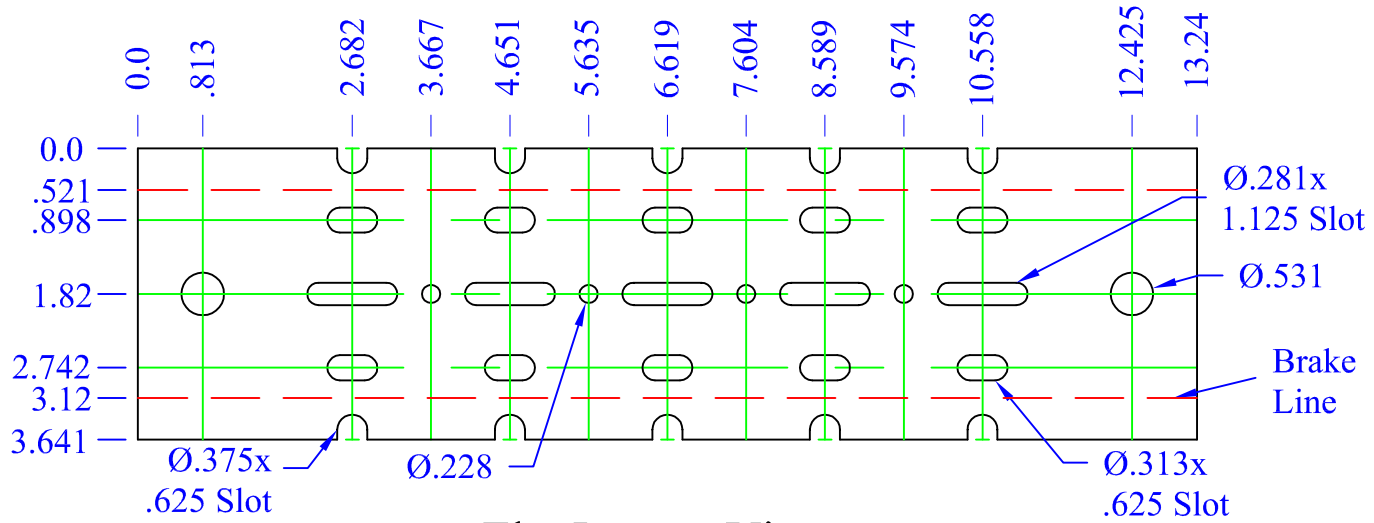 0.0
.813
2.682
3.667
4.651
5.635
6.619
7.604
8.589
9.574
10.558
12.425
13.24
0.0
.521
.898
1.82
2.742
3.12
3.641
Ø.281x
1.125 Slot
Ø.531
Brake
Line
Ø.375x
.625 Slot
Ø.228
Ø.313x
.625 Slot